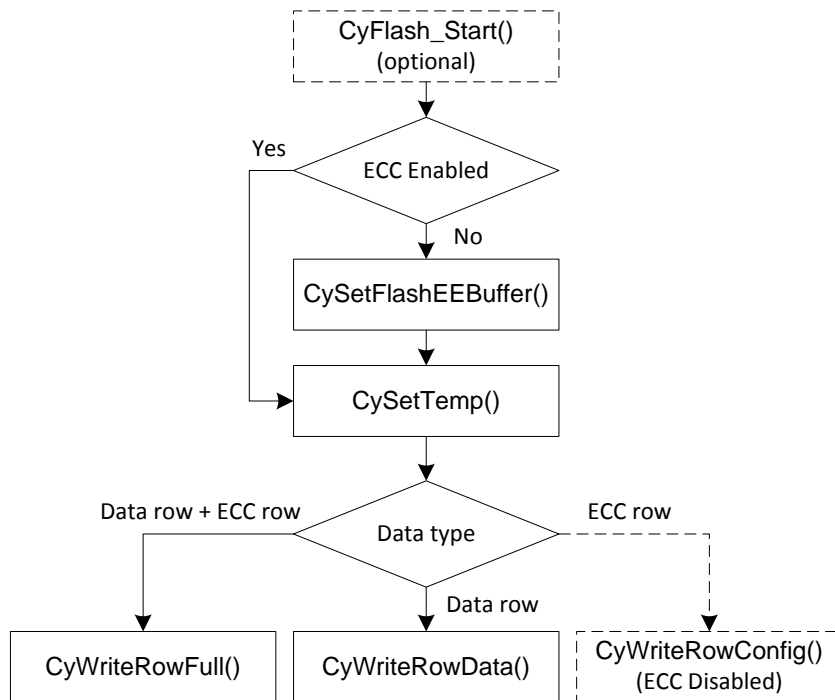 CyFlash_Start()
(optional)
Yes
ECC Enabled
No
CySetFlashEEBuffer()
CySetTemp()
Data row + ECC row
Data type
ECC row
Data row
CyWriteRowFull()
CyWriteRowData()
CyWriteRowConfig()
(ECC Disabled)